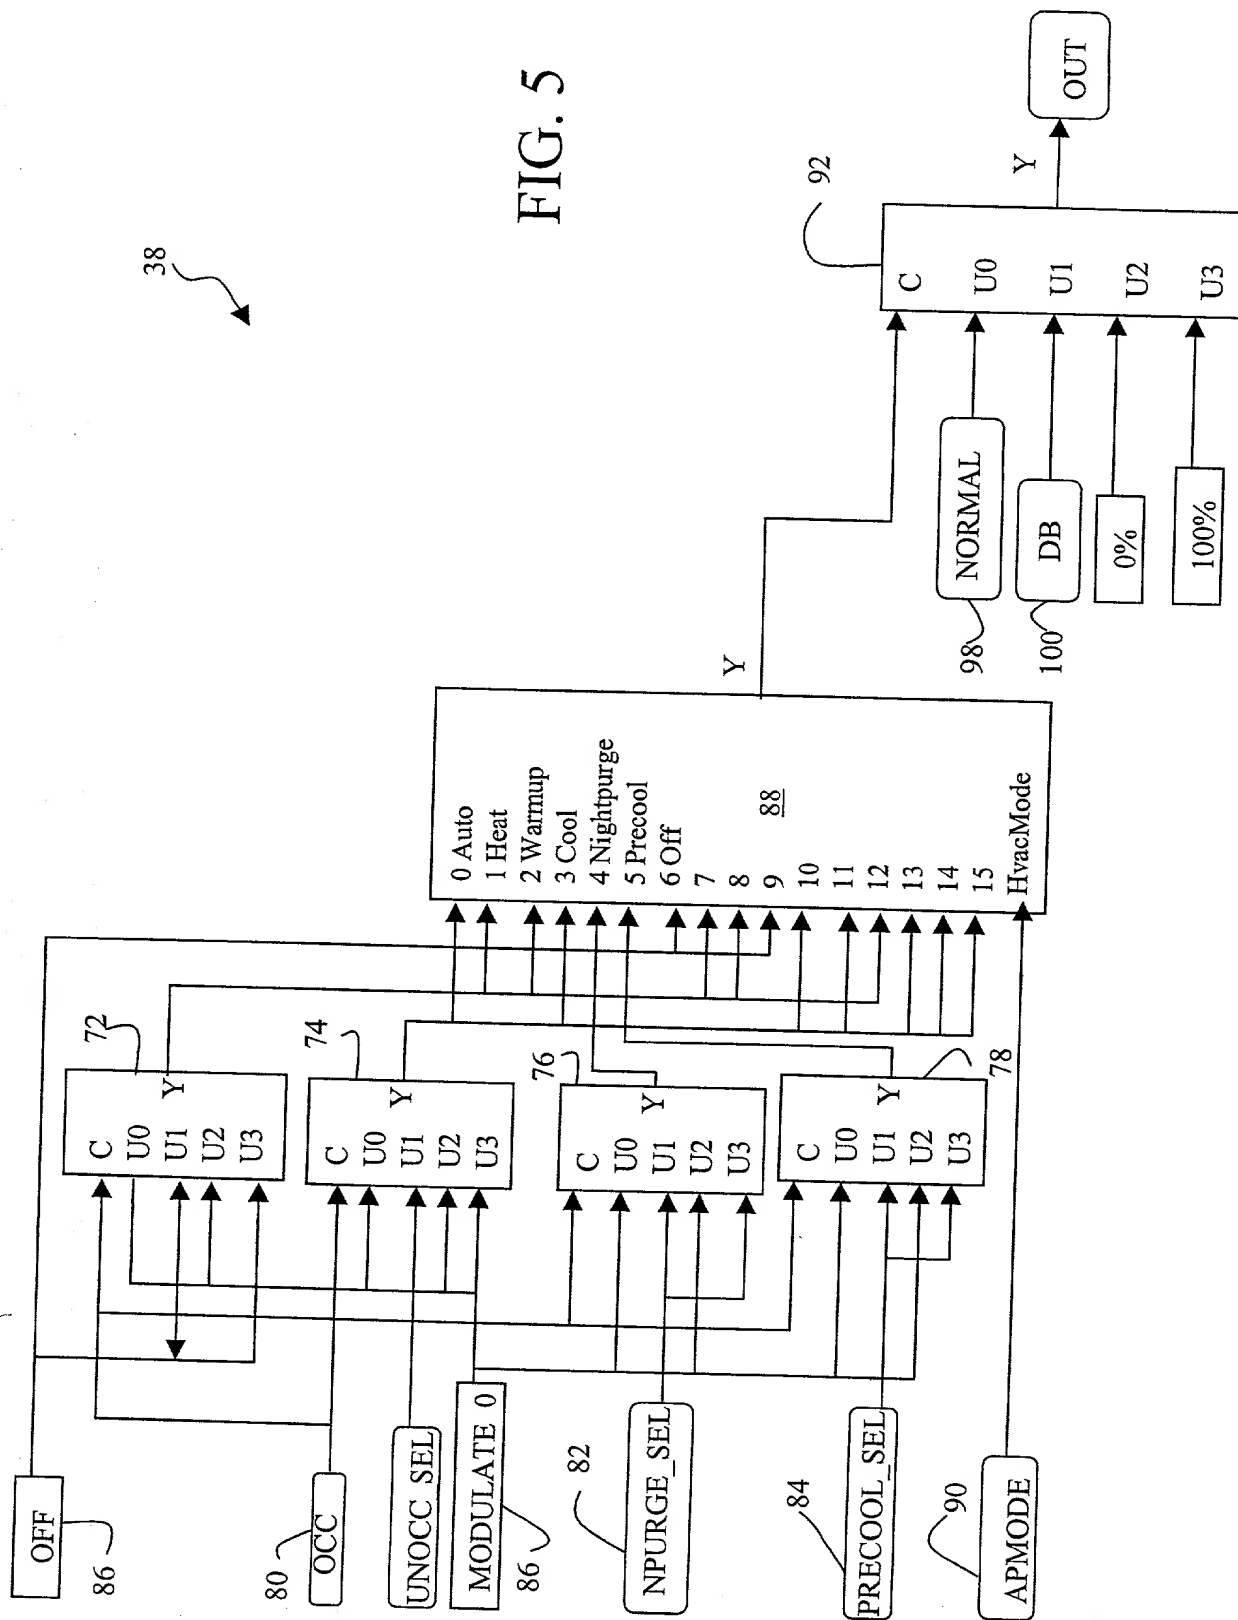 FIG. 5
38
OFF
86
80
OCC
UNOCC SEL
MODULATE 0
86
82
NPURGE_SEL
84
PRECOOL_SEL
90
APMODE
72
C
U0
U1
U2
U3
Y
74
C
U0
U1
U2
U3
Y
76
C
U0
U1
U2
U3
Y
78
C
U0
U1
U2
U3
Y
0 Auto
1 Heat
2 Warmup
3 Cool
4 Nightpurge
5 Precool
6 Off
7
8
9
10
11
12
13
14
15
HvacMode
88
Y
98
NORMAL
100
DB
0%
100%
92
C
U0
U1
U2
U3
Y
OUT